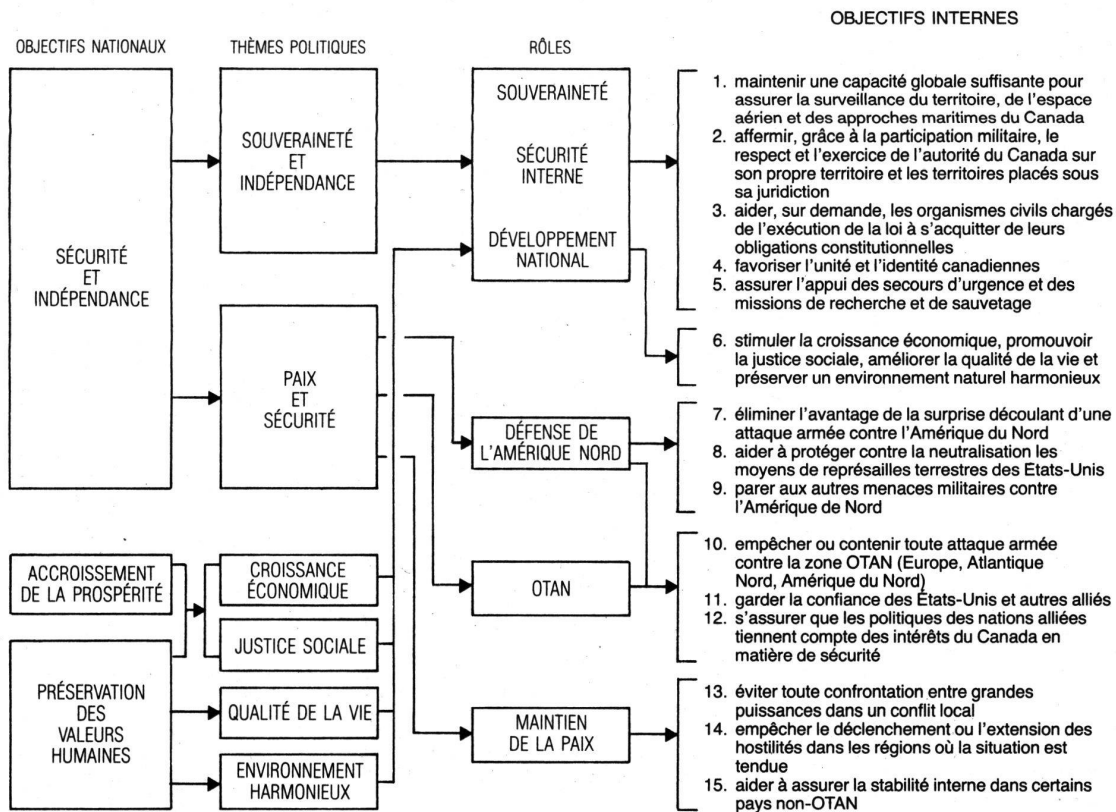 OBJECTIFS INTERNES
OBJECTIFS NATIONAUX
THÈMES POLITIQUES
RÔLES
SÉCURITÉ
ET
INDÉPENDANCE
ACCROISSEMENT
DE LA PROSPÉRITÉ
PRÉSERVATION
DES
VALEURS
HUMAINES
SOUVERAINETÉ
ET
INDÉPENDANCE
PAIX
ET
SÉCURITÉ
CROISSANCE
ÉCONOMIQUE
JUSTICE SOCIALE
QUALITÉ DE LA VIE
ENVIRONNEMENT
HARMONIEUX
SOUVERAINETÉ
SÉCURITÉ
INTERNE
DÉVELOPPEMENT
NATIONAL
DÉFENSE DE
L'AMÉRIQUE NORD
OTAN
MAINTIEN
DE LA PAIX
1. maintenir une capacité globale suffisante pour
assurer la surveillance du territoire, de l'espace
aérien et des approches maritimes du Canada
2. affermir, grâce à la participation militaire, le
respect et l'exercice de l'autorité du Canada sur
son propre territoire et les territoires placés sous
sa juridiction
3. aider, sur demande, les organismes civils chargés
de l'exécution de la loi à s'acquitter de leurs
obligations constitutionnelles
4. favoriser l'unité et l'identité canadiennes
5. assurer l'appui des secours d'urgence et des
missions de recherche et de sauvetage
6. stimuler la croissance économique, promouvoir
la justice sociale, améliorer la qualité de la vie et
préserver un environnement naturel harmonieux
7. éliminer l'avantage de la surprise découlant d'une
attaque armée contre l'Amérique du Nord
8. aider à protéger contre la neutralisation les
moyens de représailles terrestres des Etats-Unis
9. parer aux autres menaces militaires contre
l'Amérique de Nord
10. empêcher ou contenir toute attaque armée
contre la zone OTAN (Europe, Atlantique
Nord, Amérique du Nord)
11. garder la confiance des États-Unis et autres alliés
12. s'assurer que les politiques des nations alliées
tiennent compte des intérêts du Canada en
matière de sécurité
13. éviter toute confrontation entre grandes
puissances dans un conflit local
14. empêcher le déclenchement ou l'extension des
hostilités dans les régions où la situation est
tendue
15. aider à assurer la stabilité interne dans certains
pays non-OTAN